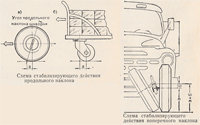 а)
б)
Угол продольного
наклона шкворня
Схема стабилизирующего действия
продольного наклона
Схема стабилизирующего
действия поперечного наклона